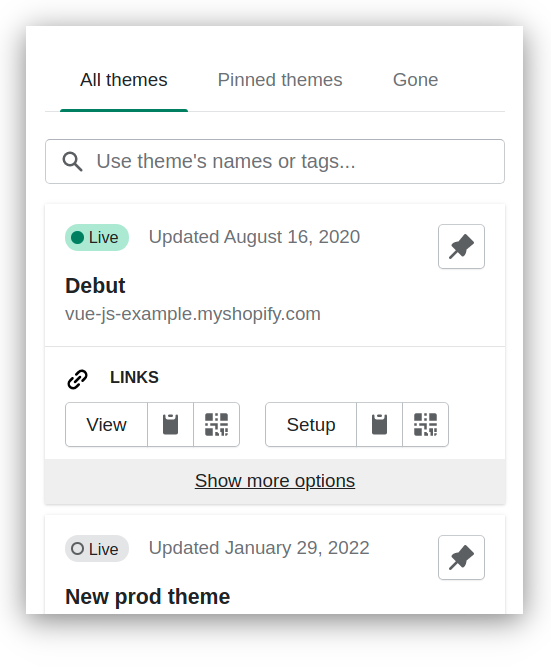 All themes Pinned themes Gone
Use theme's names or tags...
Live Updated August 16, 2020
Debut
vue-js-example.myshopify.com
LINKS
View Setup
Show more options
Live Updated January 29, 2022
New prod theme